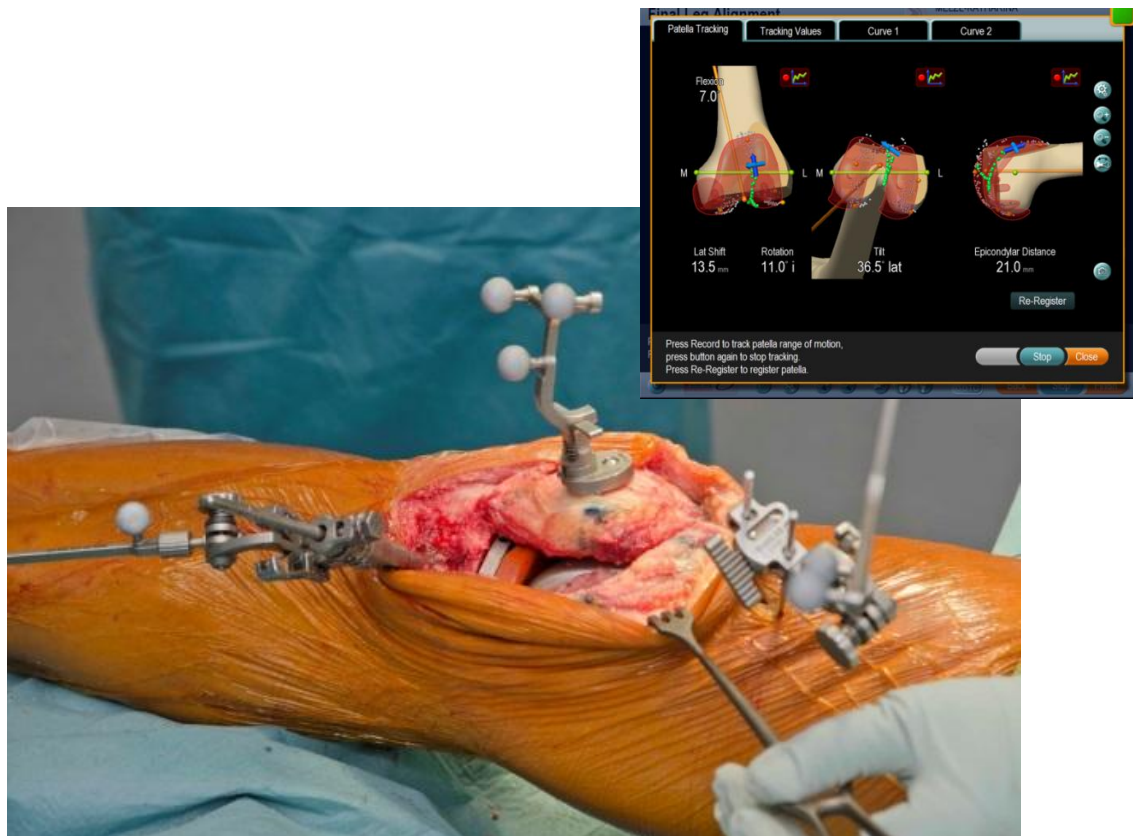 Final Leg Alignment
Patella Tracking
Tracking Values
Curve 1
Curve 2
Flexion
7.0°
M
L
M
L
Lat Shift
13.5 mm
Rotation
11.0° i
Tilt
36.5° lat
Epicondylar Distance
21.0 mm
Re-Register
Press Record to track patella range of motion,
press button again to stop tracking.
Press Re-Register to register patella.
Stop
Close